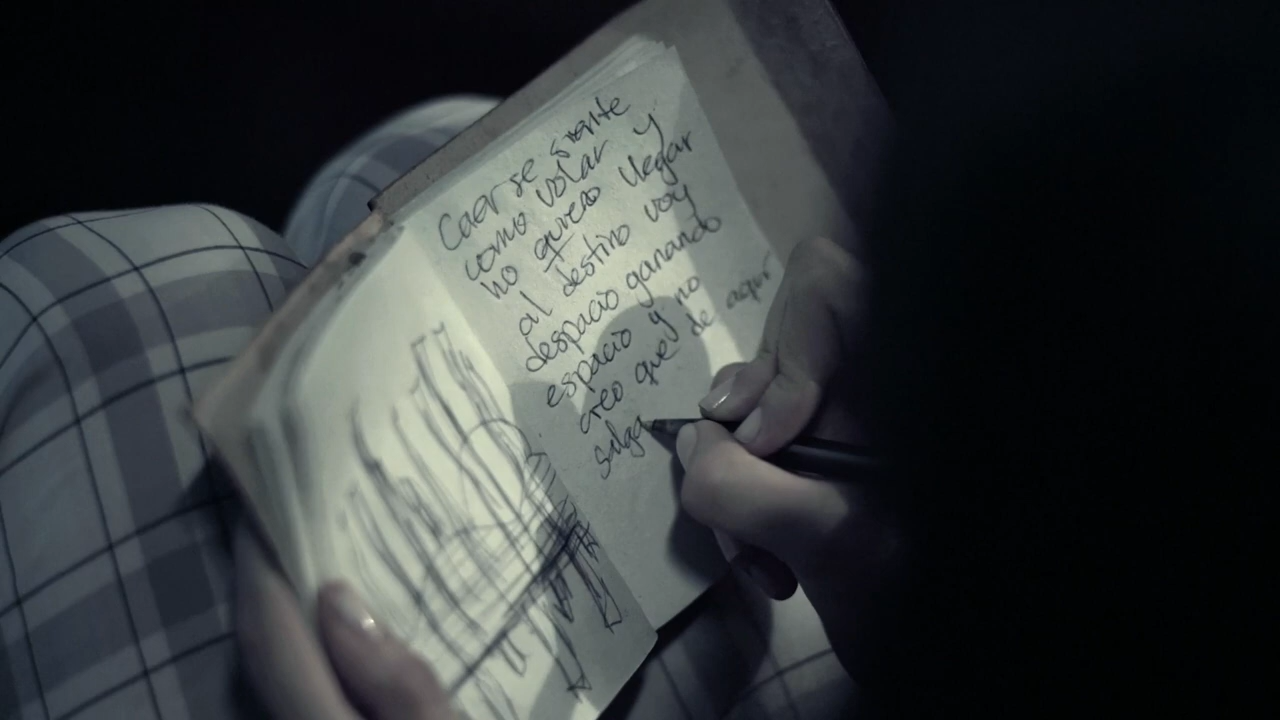 Caerse siente
como volar y
no quiero llegar
al destino voy
despacio ganando
espacio y no
creo que de aquí
salga